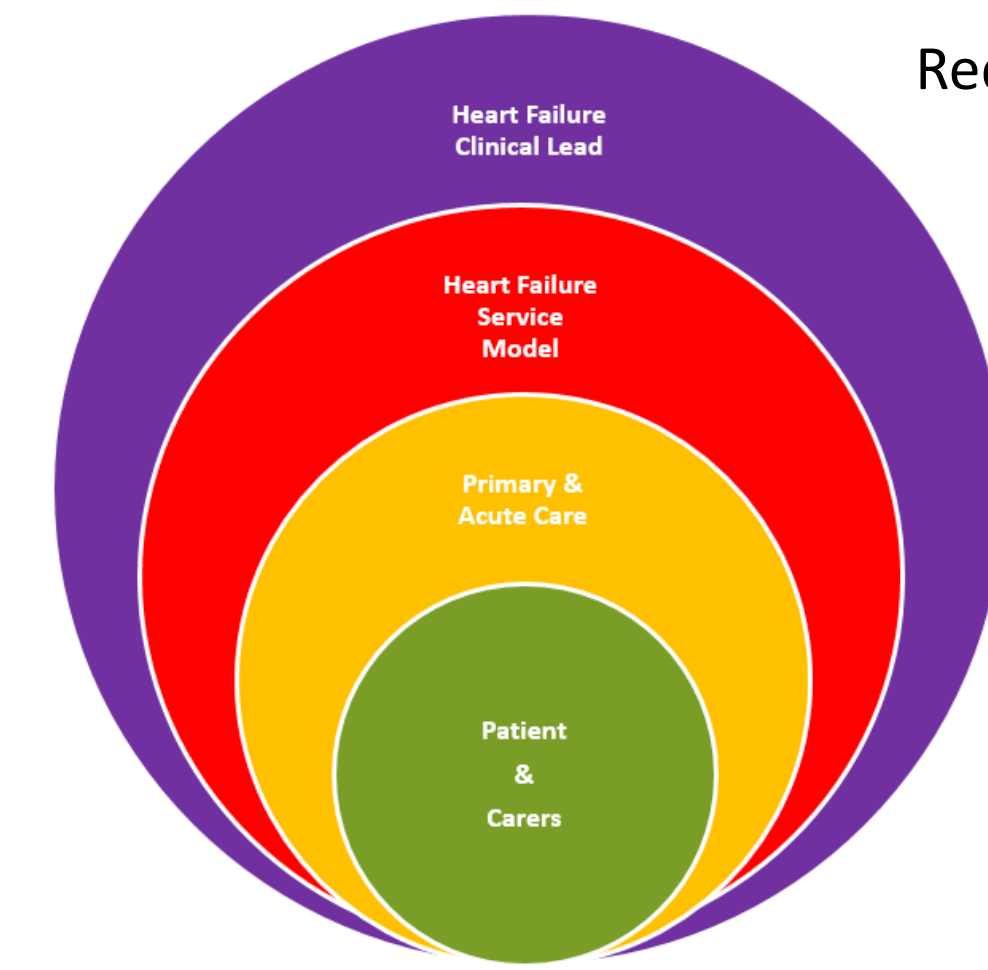 Heart Failure
Clinical Lead
Heart Failure
Service
Model
Primary &
Acute Care
Patient
&
Carers